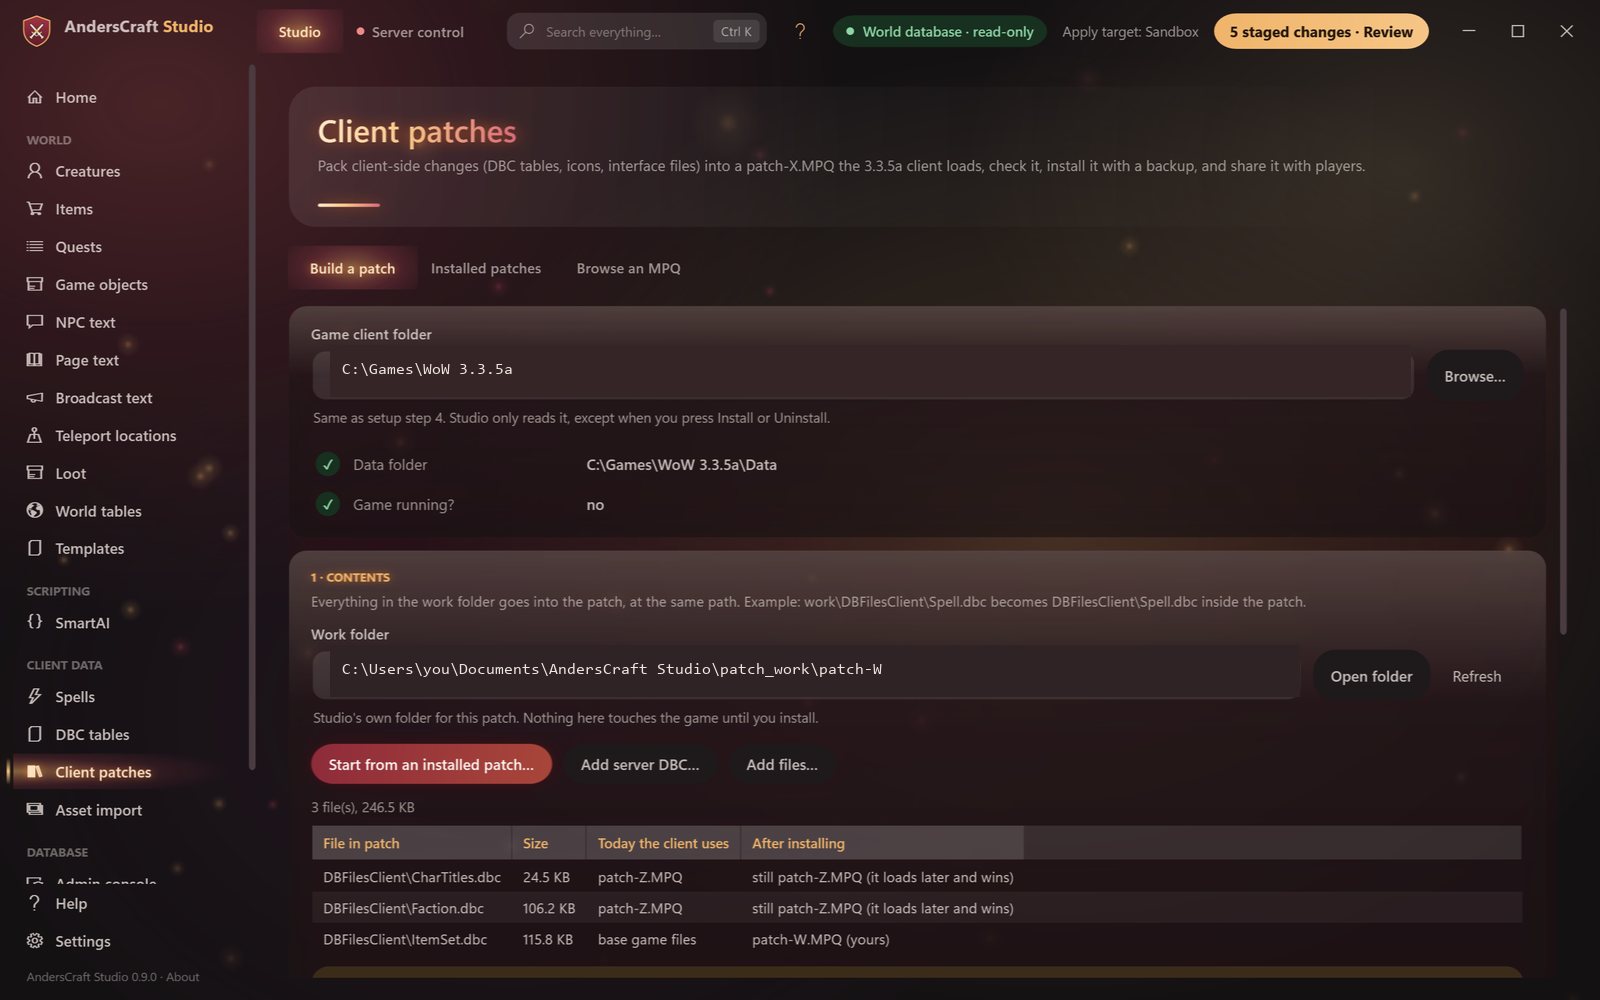 AndersCraft Studio
Studio
Server control
Search everything...
Ctrl K
?
World database · read-only
Apply target: Sandbox
5 staged changes · Review
Home
WORLD
Creatures
Items
Quests
Game objects
NPC text
Page text
Broadcast text
Teleport locations
Loot
World tables
Templates
SCRIPTING
SmartAI
CLIENT DATA
Spells
DBC tables
Client patches
Asset import
DATABASE
Admin console
Help
Settings
AndersCraft Studio 0.9.0 · About
Client patches
Pack client-side changes (DBC tables, icons, interface files) into a patch-X.MPQ the 3.3.5a client loads, check it, install it with a backup, and share it with players.
Build a patch
Installed patches
Browse an MPQ
Game client folder
C:\Games\WoW 3.3.5a
Browse...
Same as setup step 4. Studio only reads it, except when you press Install or Uninstall.
Data folder
C:\Games\WoW 3.3.5a\Data
Game running?
no
1 · CONTENTS
Everything in the work folder goes into the patch, at the same path. Example: work\DBFilesClient\Spell.dbc becomes DBFilesClient\Spell.dbc inside the patch.
Work folder
C:\Users\you\Documents\AndersCraft Studio\patch_work\patch-W
Open folder
Refresh
Studio's own folder for this patch. Nothing here touches the game until you install.
Start from an installed patch...
Add server DBC...
Add files...
3 file(s), 246.5 KB
File in patch Size Today the client uses After installing
DBFilesClient\CharTitles.dbc 24.5 KB patch-Z.MPQ still patch-Z.MPQ (it loads later and wins)
DBFilesClient\Faction.dbc 106.2 KB patch-Z.MPQ still patch-Z.MPQ (it loads later and wins)
DBFilesClient\ItemSet.dbc 115.8 KB base game files patch-W.MPQ (yours)